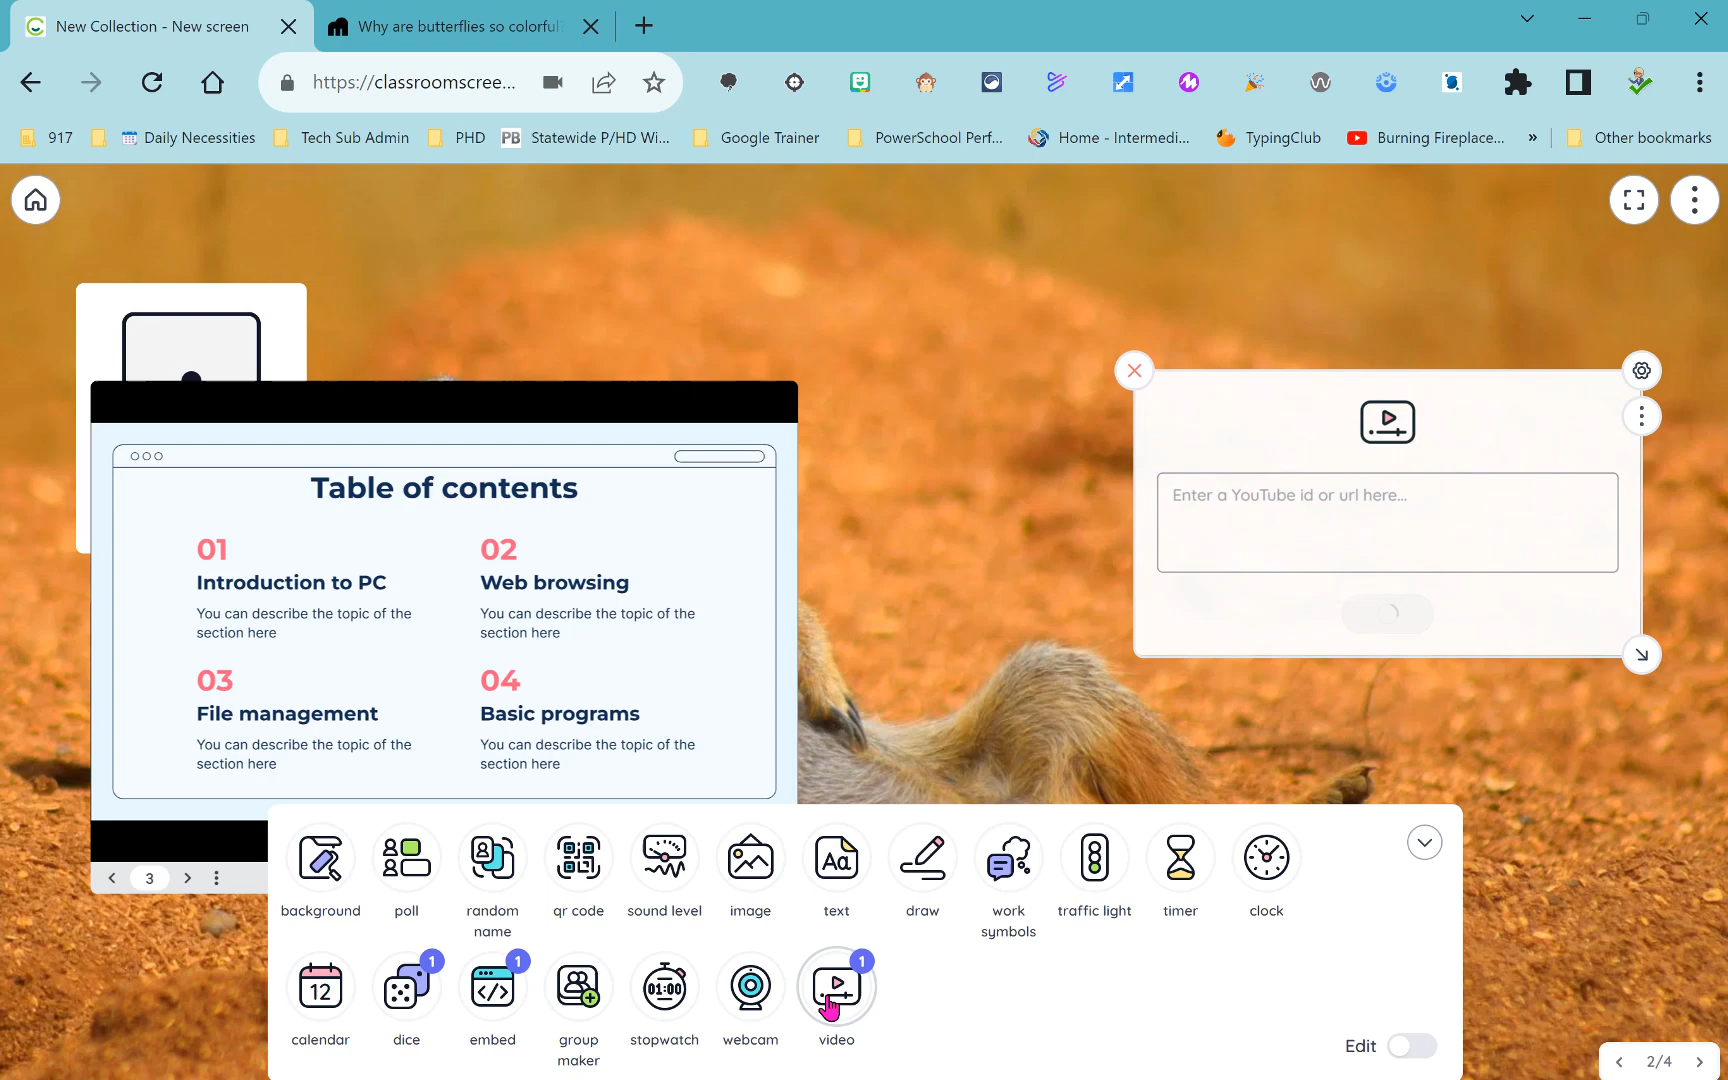 New Collection - New screen
Why are butterflies so colorful
https://classroomscree...
917
Daily Necessities
Tech Sub Admin
PHD
PB Statewide P/HD Wi...
Google Trainer
PowerSchool Perf...
Home - Intermedi...
TypingClub
Burning Fireplace...
»
Other bookmarks
Table of contents
01
Introduction to PC
You can describe the topic of the
section here
02
Web browsing
You can describe the topic of the
section here
03
File management
You can describe the topic of the
section here
04
Basic programs
You can describe the topic of the
section here
3
Enter a YouTube id or url here...
Aa
background
poll
random
name
qr code
sound level
image
text
draw
work
symbols
traffic light
timer
clock
12
1
1
01:00
1
calendar
dice
embed
group
maker
stopwatch
webcam
video
Edit
2/4